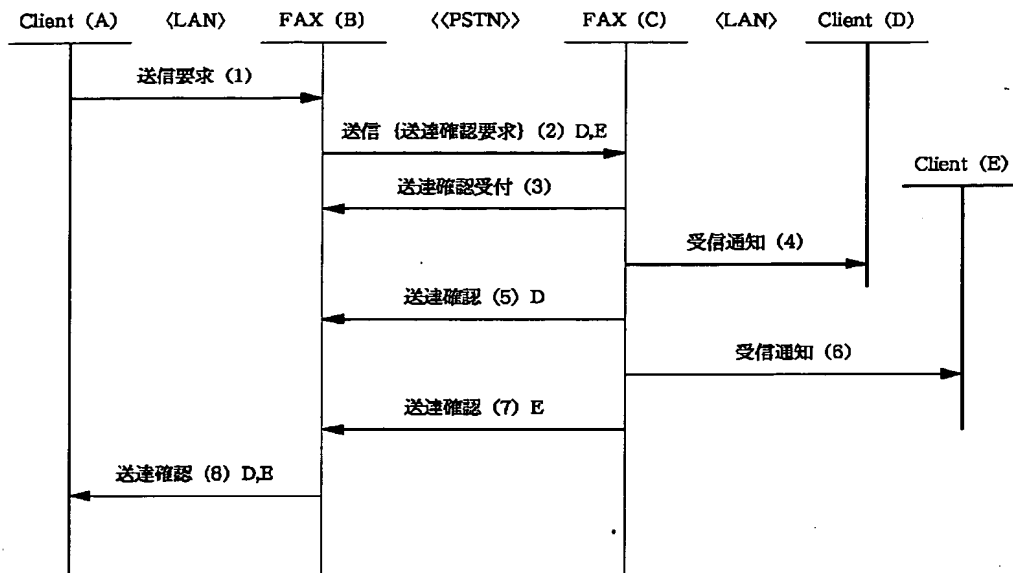 Client (A) 〈LAN〉 FAX (B) 《PSTN》 FAX (C) 〈LAN〉 Client (D)
送信要求 (1)
送信 {送達確認要求} (2) D,E
Client (E)
送達確認受付 (3)
受信通知 (4)
送達確認 (5) D
受信通知 (6)
送達確認 (7) E
送達確認 (8) D,E